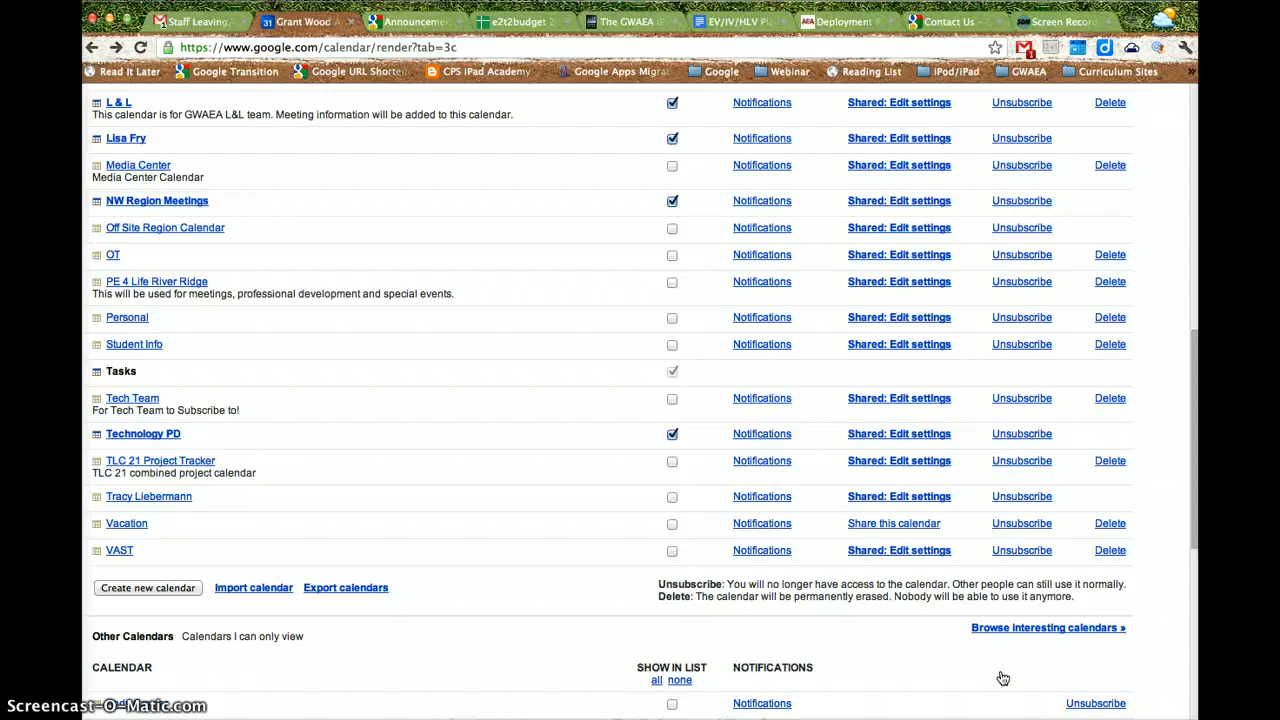 Staff Leaving
Grant Wood A
Announceme
e2t2budget
The GWAEA iP
EV/IV/HLV Pl
Deployment
Contact Us
Screen Record
https://www.google.com/calendar/render?tab=3c
Read It Later
Google Transition
Google URL Shorte
CPS iPad Academy
Google Apps Migrat
Google
Webinar
Reading List
iPod/iPad
GWAEA
Curriculum Sites
»
L & L Notifications Shared: Edit settings Unsubscribe Delete
This calendar is for GWAEA L&L team. Meeting information will be added to this calendar.
Lisa Fry Notifications Shared: Edit settings Unsubscribe
Media Center Notifications Shared: Edit settings Unsubscribe Delete
Media Center Calendar
NW Region Meetings Notifications Shared: Edit settings Unsubscribe
Off Site Region Calendar Notifications Shared: Edit settings Unsubscribe
OT Notifications Shared: Edit settings Unsubscribe Delete
PE 4 Life River Ridge Notifications Shared: Edit settings Unsubscribe Delete
This will be used for meetings, professional development and special events.
Personal Notifications Shared: Edit settings Unsubscribe Delete
Student Info Notifications Shared: Edit settings Unsubscribe Delete
Tasks
Tech Team Notifications Shared: Edit settings Unsubscribe Delete
For Tech Team to Subscribe to!
Technology PD Notifications Shared: Edit settings Unsubscribe
TLC 21 Project Tracker Notifications Shared: Edit settings Unsubscribe Delete
TLC 21 combined project calendar
Tracy Liebermann Notifications Shared: Edit settings Unsubscribe
Vacation Notifications Share this calendar Unsubscribe Delete
VAST Notifications Shared: Edit settings Unsubscribe Delete
Create new calendar Import calendar Export calendars
Unsubscribe: You will no longer have access to the calendar. Other people can still use it normally.
Delete: The calendar will be permanently erased. Nobody will be able to use it anymore.
Browse interesting calendars »
Other Calendars Calendars I can only view
CALENDAR SHOW IN LIST NOTIFICATIONS
all none
Notifications Unsubscribe
Screencast-O-Matic.com